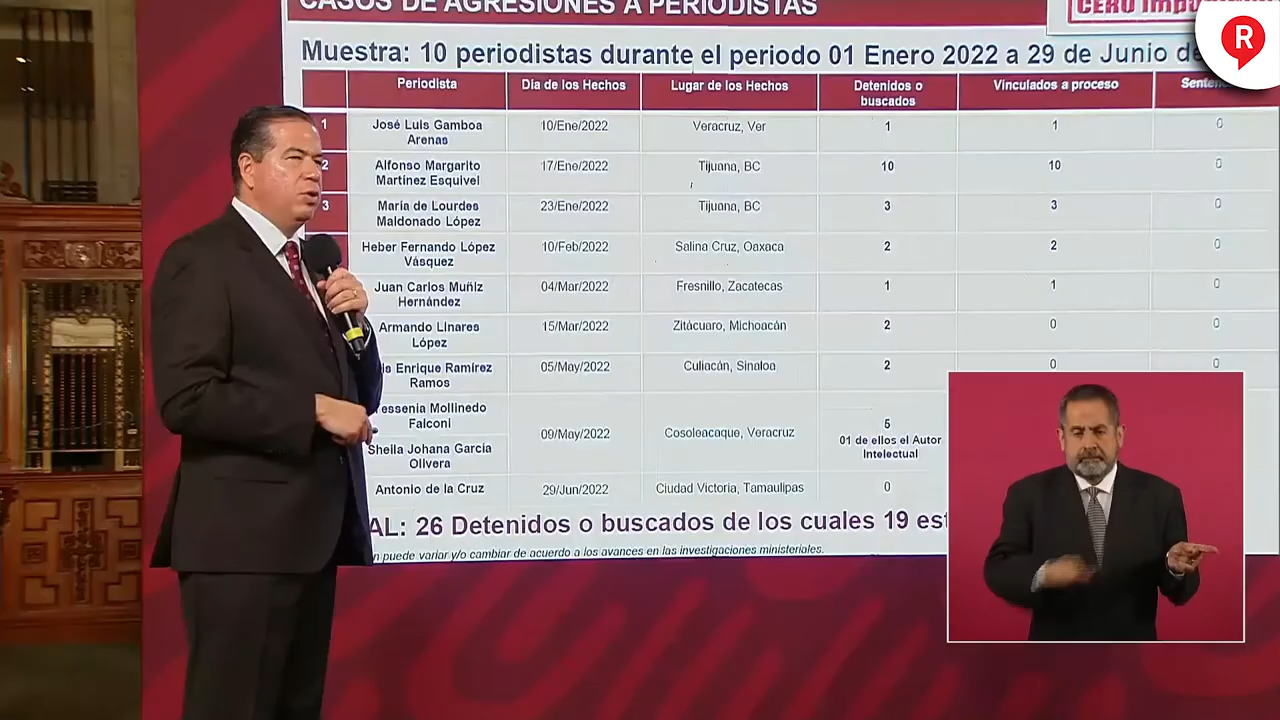 CASOS DE AGRESIONES A PERIODISTAS
CERO
R
Muestra: 10 periodistas durante el periodo 01 Enero 2022 a 29 de Junio de
Periodista
Día de los Hechos
Lugar de los Hechos
Detenidos o
buscados
Vinculados a proceso
1
José Luis Gamboa
Arenas
10/Ene/2022
Veracruz, Ver
1
1
0
2
Alfonso Margarito
Martínez Esquivel
17/Ene/2022
Tijuana, BC
10
10
0
3
María de Lourdes
Maldonado López
23/Ene/2022
Tijuana, BC
3
3
0
Heber Fernando López
Vásquez
10/Feb/2022
Salina Cruz, Oaxaca
2
2
0
Juan Carlos Muñiz
Hernández
04/Mar/2022
Fresnillo, Zacatecas
1
1
0
Armando Linares
López
15/Mar/2022
Zitácuaro, Michoacán
2
0
0
Enrique Ramírez
Ramos
05/May/2022
Culiacán, Sinaloa
2
0
0
Yessenia Mollinedo
Falconi
Sheila Johana García
Olivera
09/May/2022
Cosoleacaque, Veracruz
5
01 de ellos el Autor
Intelectual
Antonio de la Cruz
29/Jun/2022
Ciudad Victoria, Tamaulipas
0
AL: 26 Detenidos o buscados de los cuales 19 est
n puede variar y/o cambiar de acuerdo a los avances en las investigaciones ministeriales.